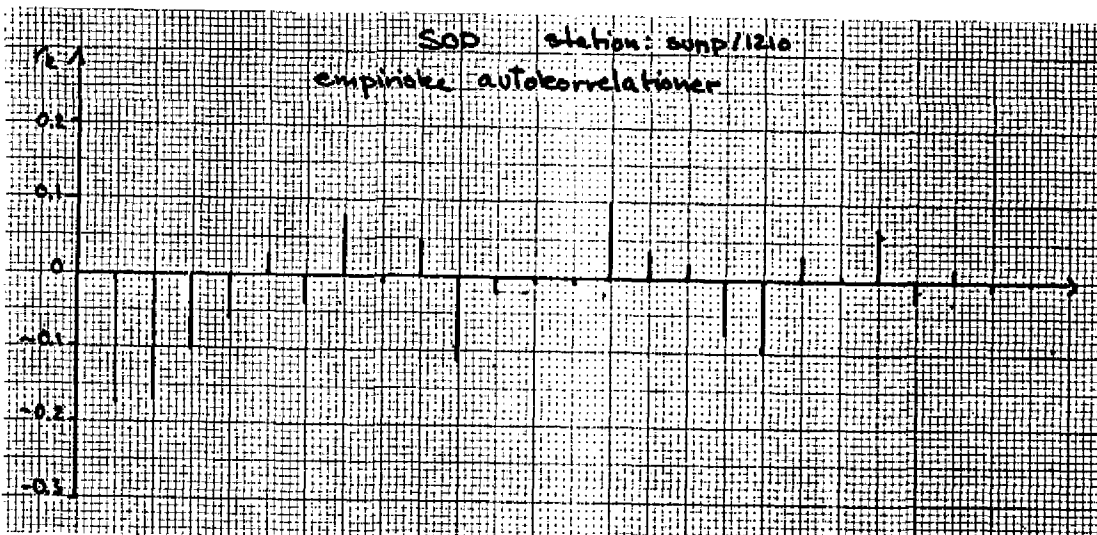 SOD station: sunp/1210
empiriske autokorrelationer
r_k
0.2
0.1
0
-0.1
-0.2
-0.3